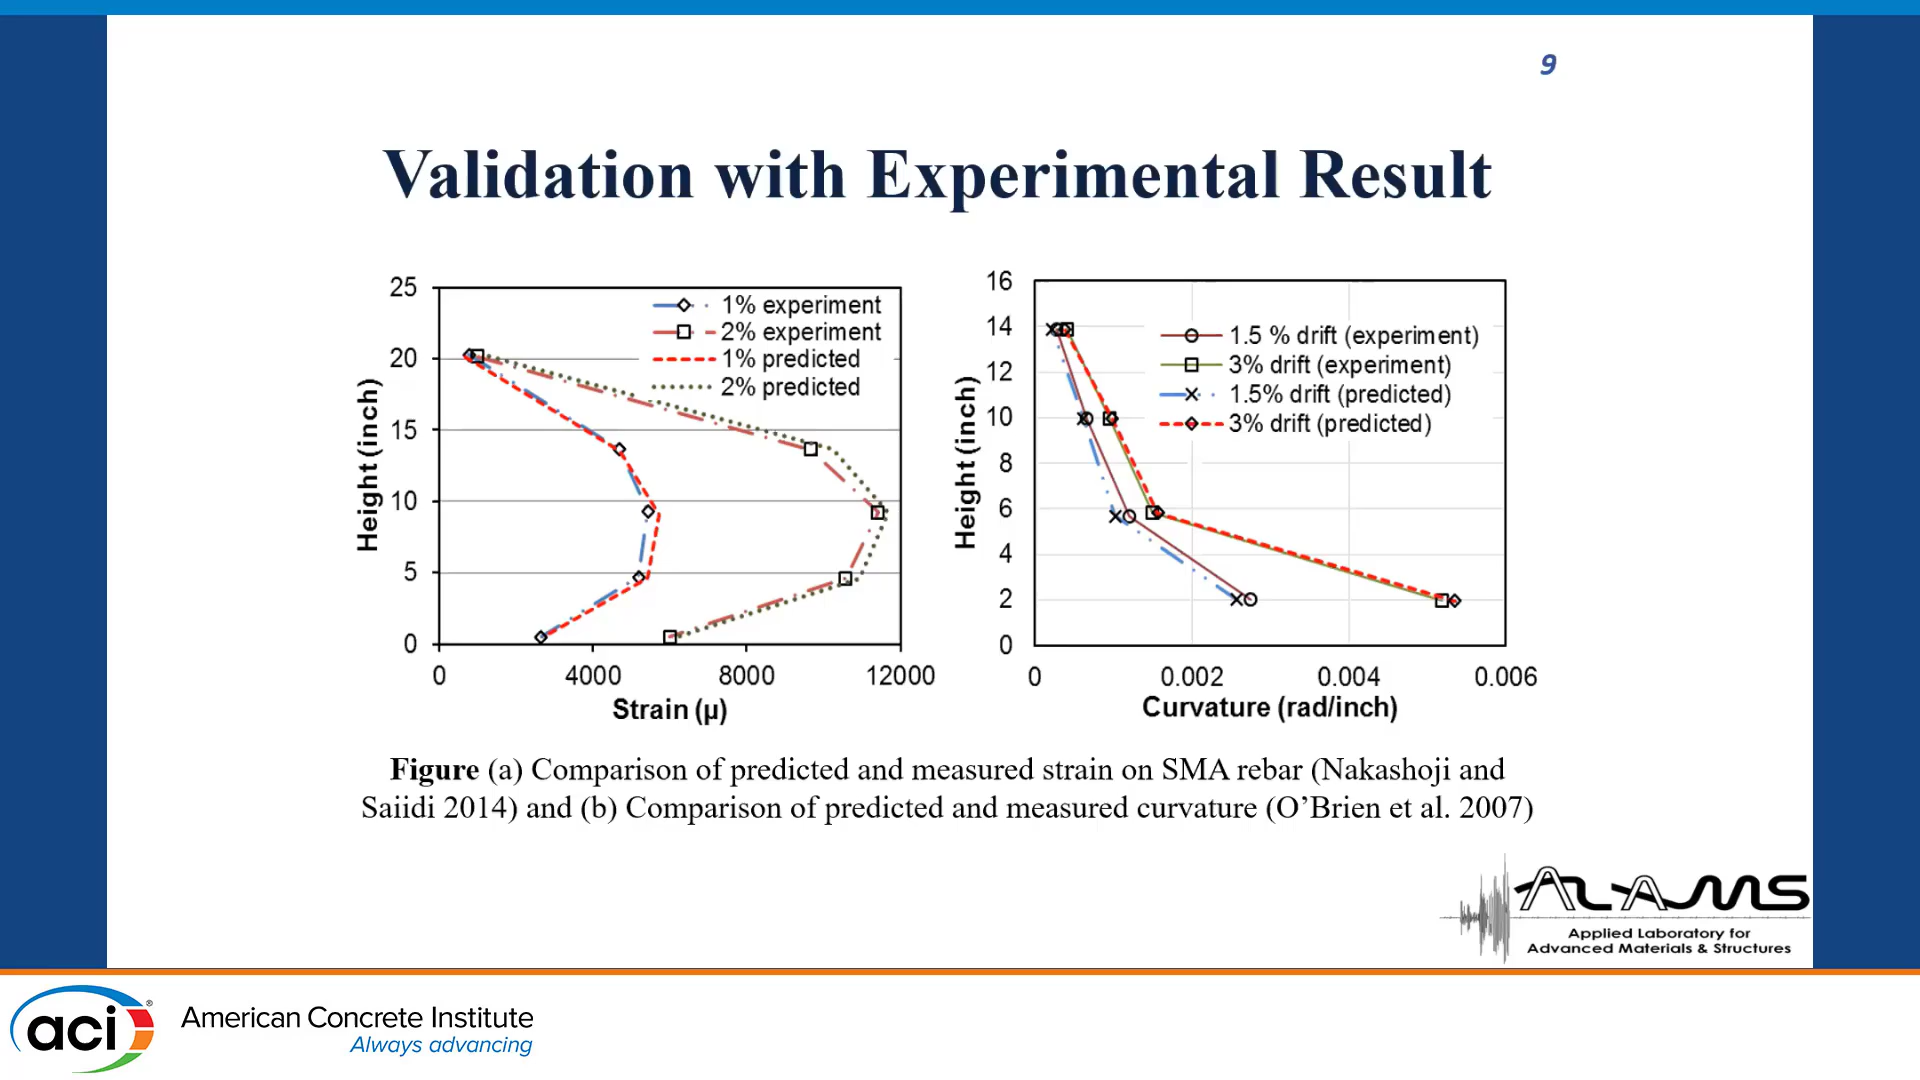 9
Validation with Experimental Result
25
20
15
10
5
0
Height (inch)
1% experiment
2% experiment
1% predicted
2% predicted
0 4000 8000 12000
Strain (µ)
16
14
12
10
8
6
4
2
0
Height (inch)
1.5 % drift (experiment)
3% drift (experiment)
1.5% drift (predicted)
3% drift (predicted)
0 0.002 0.004 0.006
Curvature (rad/inch)
Figure (a) Comparison of predicted and measured strain on SMA rebar (Nakashoji and
Saiidi 2014) and (b) Comparison of predicted and measured curvature (O’Brien et al. 2007)
ALAMS
Applied Laboratory for
Advanced Materials & Structures
aci®
American Concrete Institute
Always advancing